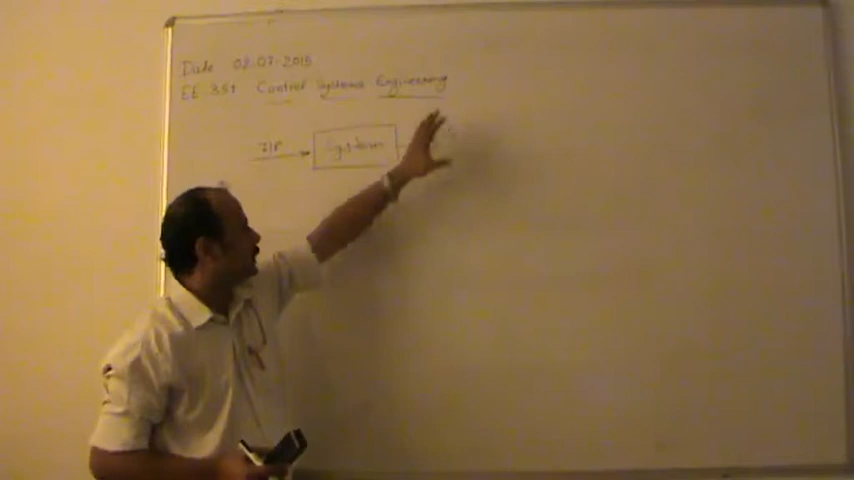 Date 02.07.2015
EE-351 Control Systems Engineering
I/P System